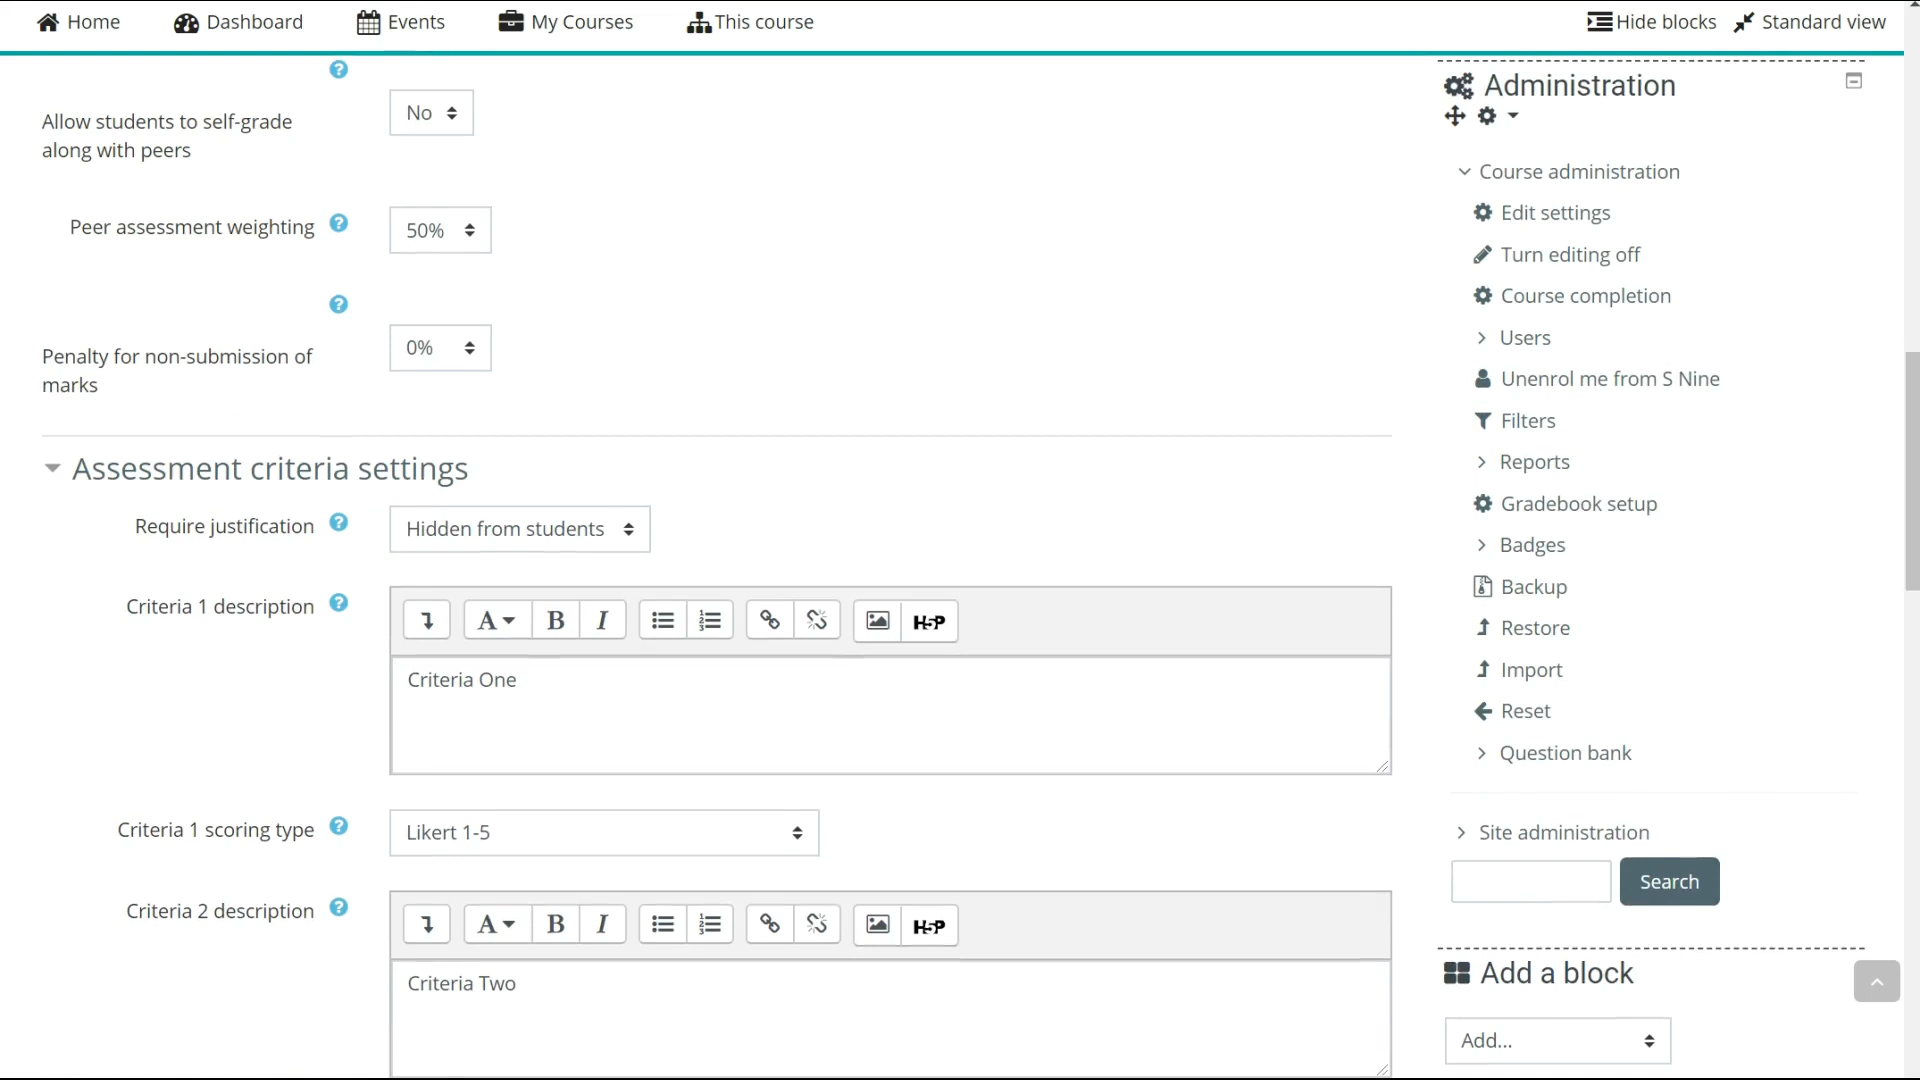 Home
Dashboard
Events
My Courses
This course
Hide blocks
Standard view
Allow students to self-grade
along with peers
No
Peer assessment weighting
50%
Penalty for non-submission of
marks
0%
Assessment criteria settings
Require justification
Hidden from students
Criteria 1 description
A
B
I
H5P
Criteria One
Criteria 1 scoring type
Likert 1-5
Criteria 2 description
A
B
I
H5P
Criteria Two
Administration
Course administration
Edit settings
Turn editing off
Course completion
Users
Unenrol me from S Nine
Filters
Reports
Gradebook setup
Badges
Backup
Restore
Import
Reset
Question bank
Site administration
Search
Add a block
Add...